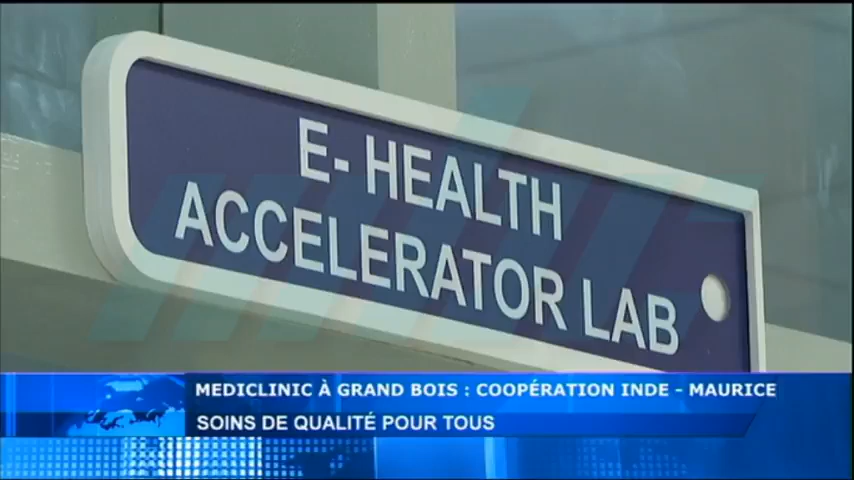 E- HEALTH
ACCELERATOR LAB
MEDICLINIC À GRAND BOIS : COOPÉRATION INDE - MAURICE
SOINS DE QUALITÉ POUR TOUS